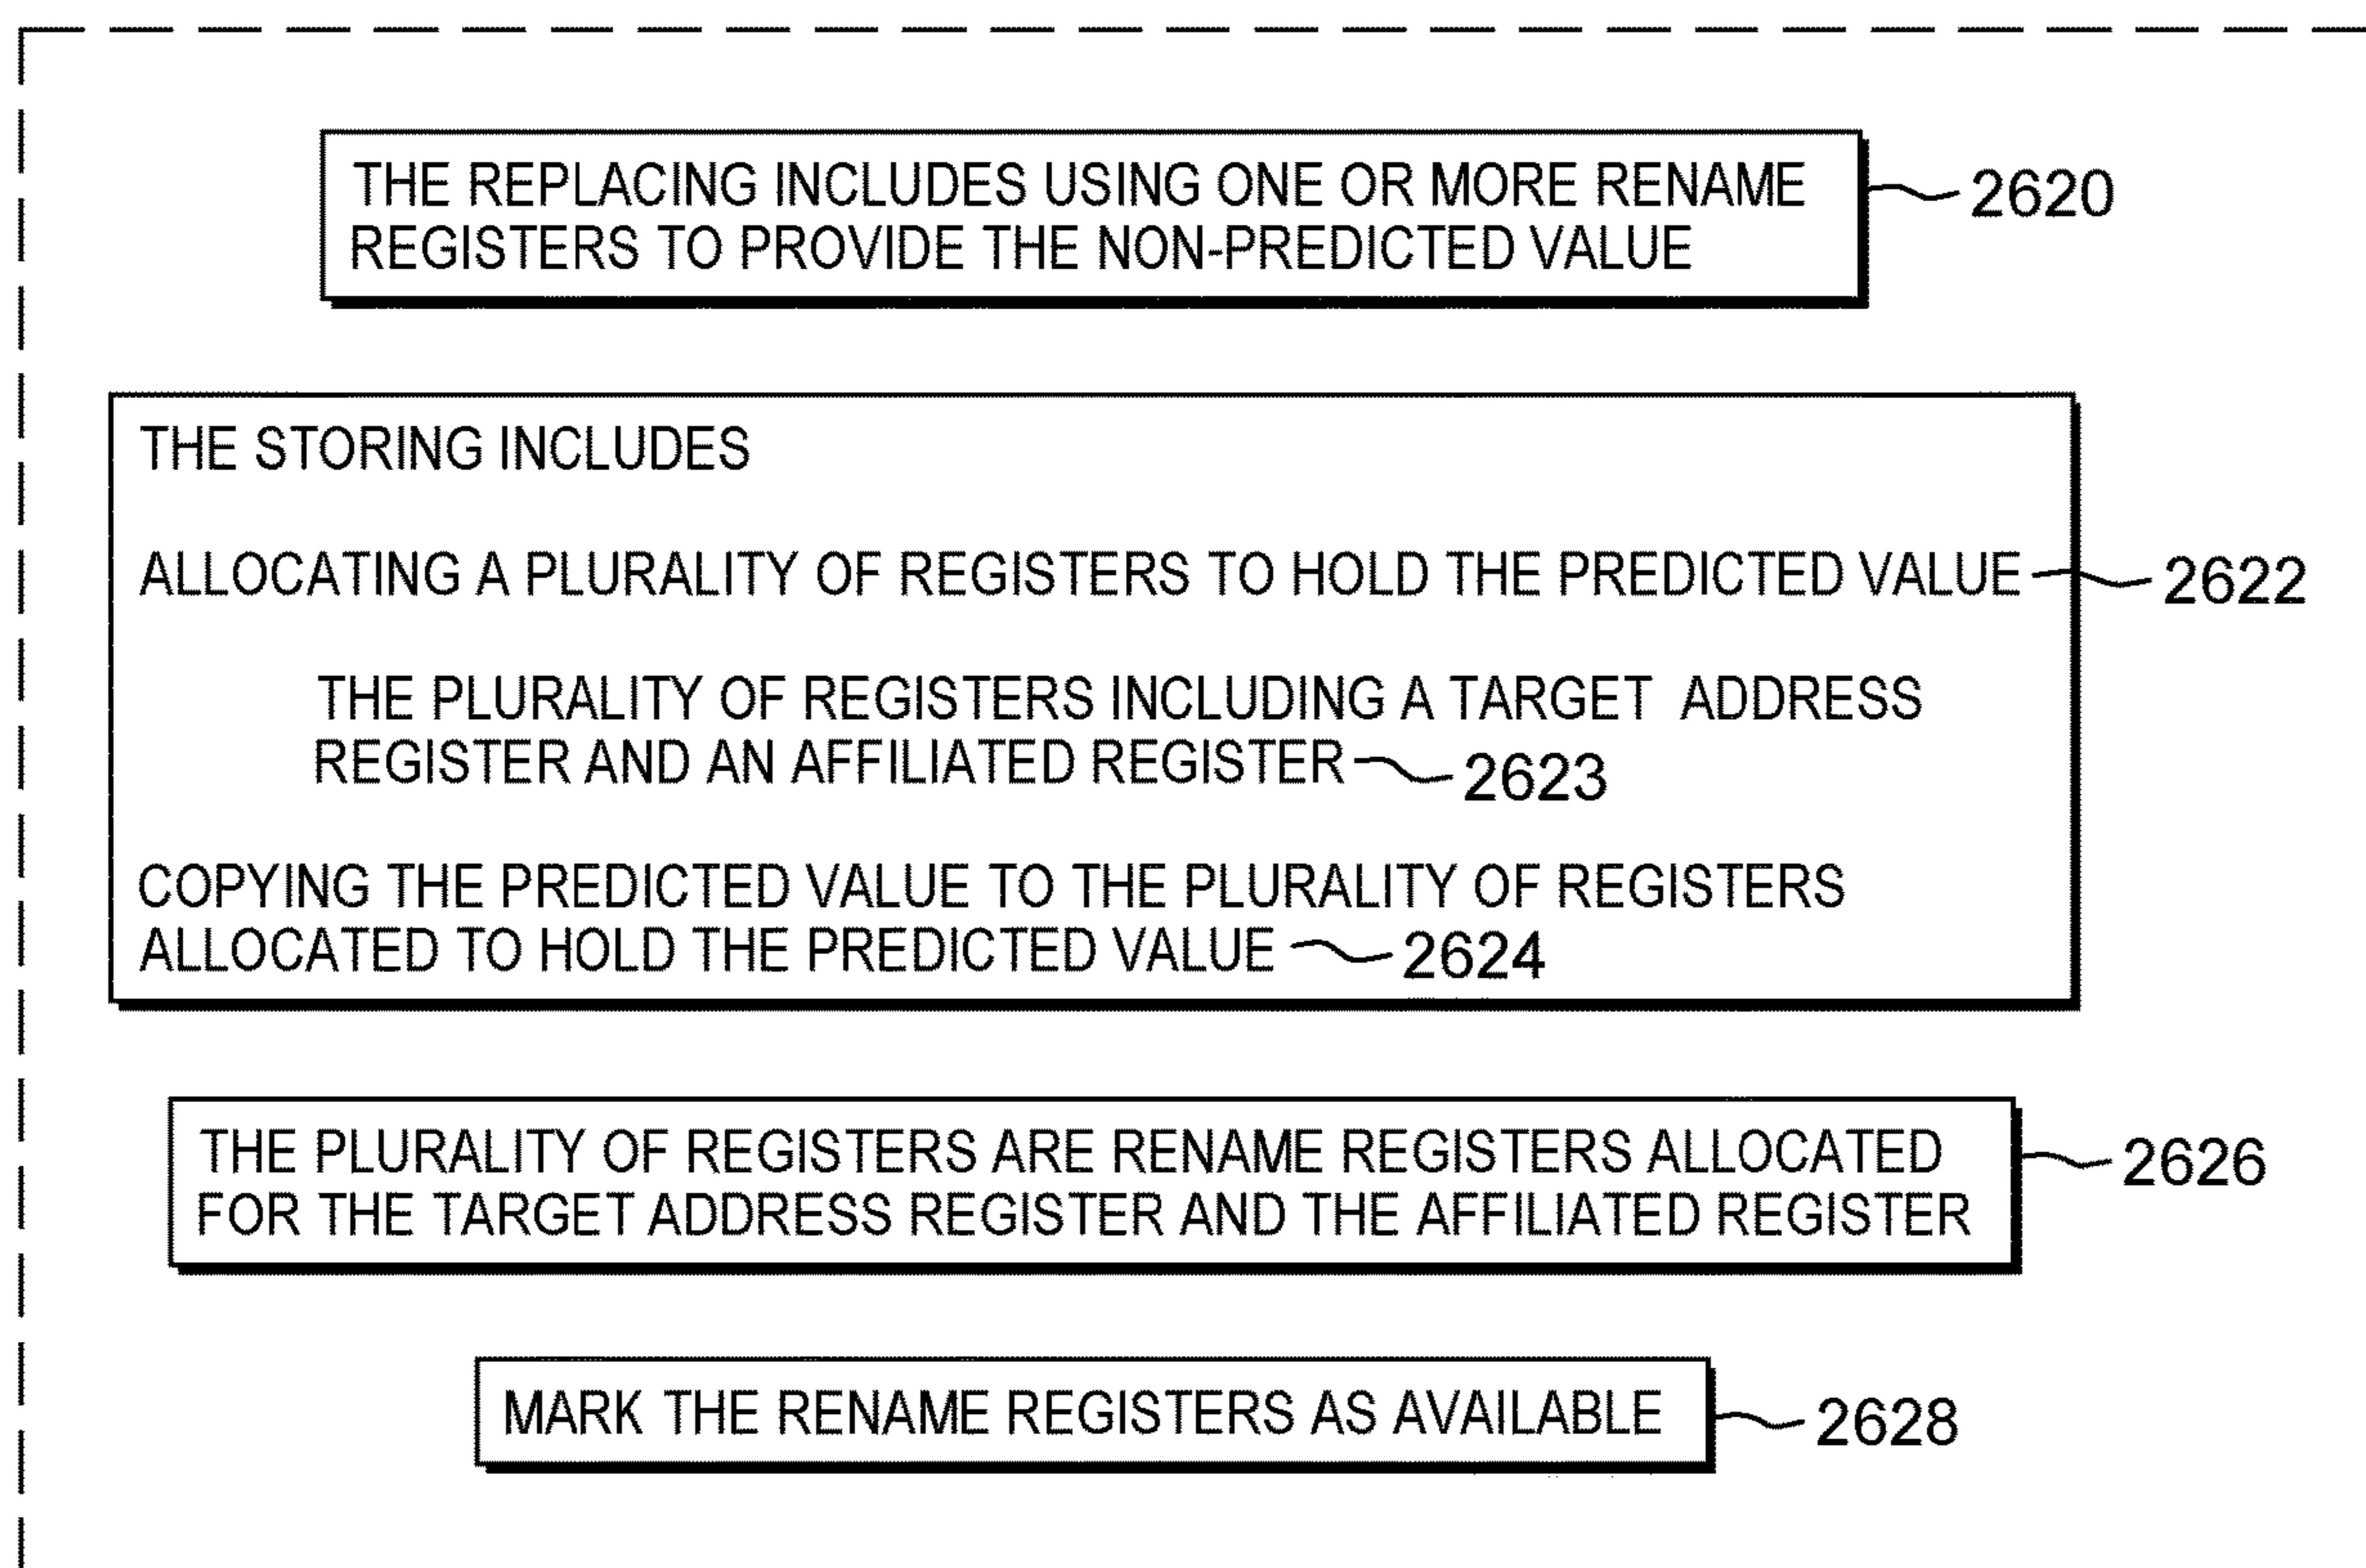 THE REPLACING INCLUDES USING ONE OR MORE RENAME
REGISTERS TO PROVIDE THE NON-PREDICTED VALUE
2620
THE STORING INCLUDES
ALLOCATING A PLURALITY OF REGISTERS TO HOLD THE PREDICTED VALUE
2622
THE PLURALITY OF REGISTERS INCLUDING A TARGET ADDRESS
REGISTER AND AN AFFILIATED REGISTER
2623
COPYING THE PREDICTED VALUE TO THE PLURALITY OF REGISTERS
ALLOCATED TO HOLD THE PREDICTED VALUE
2624
THE PLURALITY OF REGISTERS ARE RENAME REGISTERS ALLOCATED
FOR THE TARGET ADDRESS REGISTER AND THE AFFILIATED REGISTER
2626
MARK THE RENAME REGISTERS AS AVAILABLE
2628